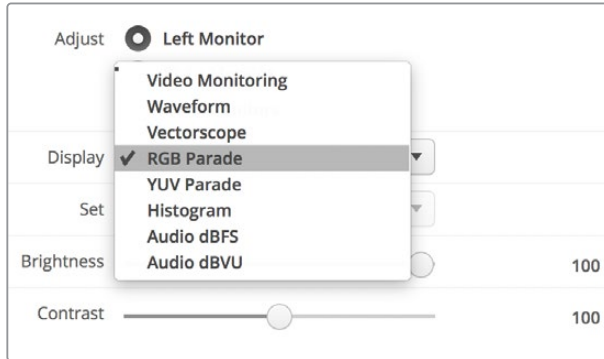 Adjust Left Monitor
Video Monitoring
Waveform
Vectorscope
Display ✓ RGB Parade
YUV Parade
Set Histogram
Audio dBFS
Brightness Audio dBVU 100
Contrast 100